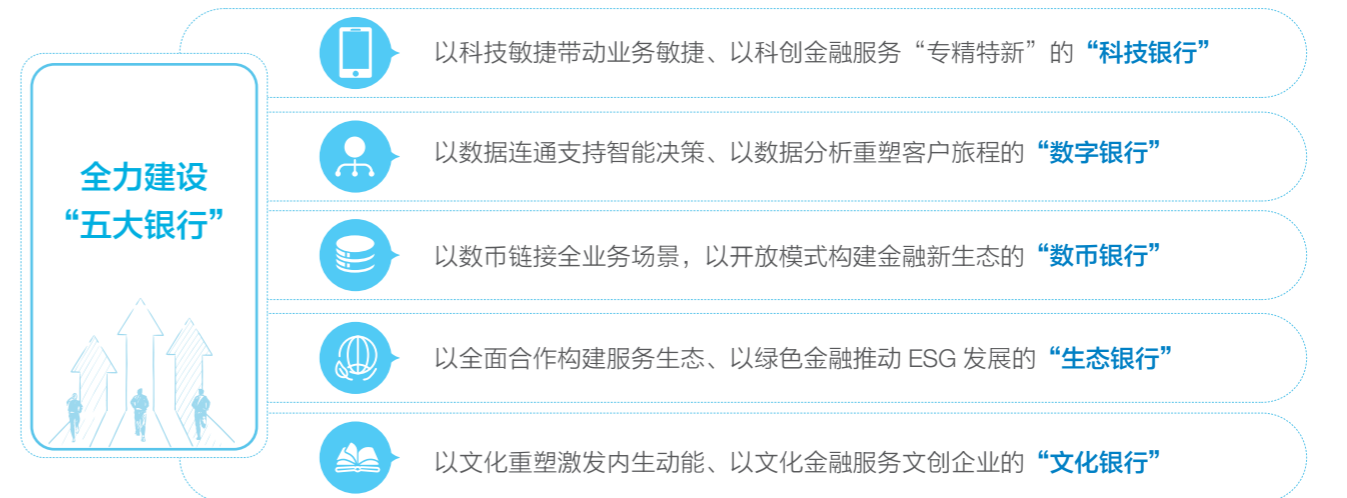 全力建设
“五大银行”
以科技敏捷带动业务敏捷、以科创金融服务“专精特新”的“科技银行”
以数据连通支持智能决策、以数据分析重塑客户旅程的“数字银行”
以数币链接全业务场景，以开放模式构建金融新生态的“数币银行”
以全面合作构建服务生态、以绿色金融推动 ESG 发展的“生态银行”
以文化重塑激发内生动能、以文化金融服务文创企业的“文化银行”